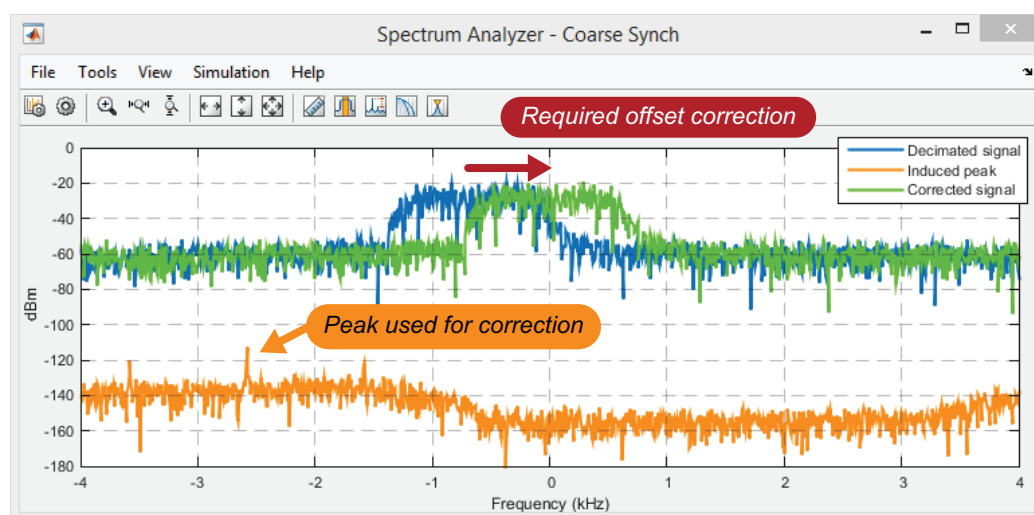 Spectrum Analyzer - Coarse Synch
File Tools View Simulation Help
Required offset correction
Decimated signal
Induced peak
Corrected signal
Peak used for correction
dBm
0
-20
-40
-60
-80
-100
-120
-140
-160
-180
-4 -3 -2 -1 0 1 2 3 4
Frequency (kHz)